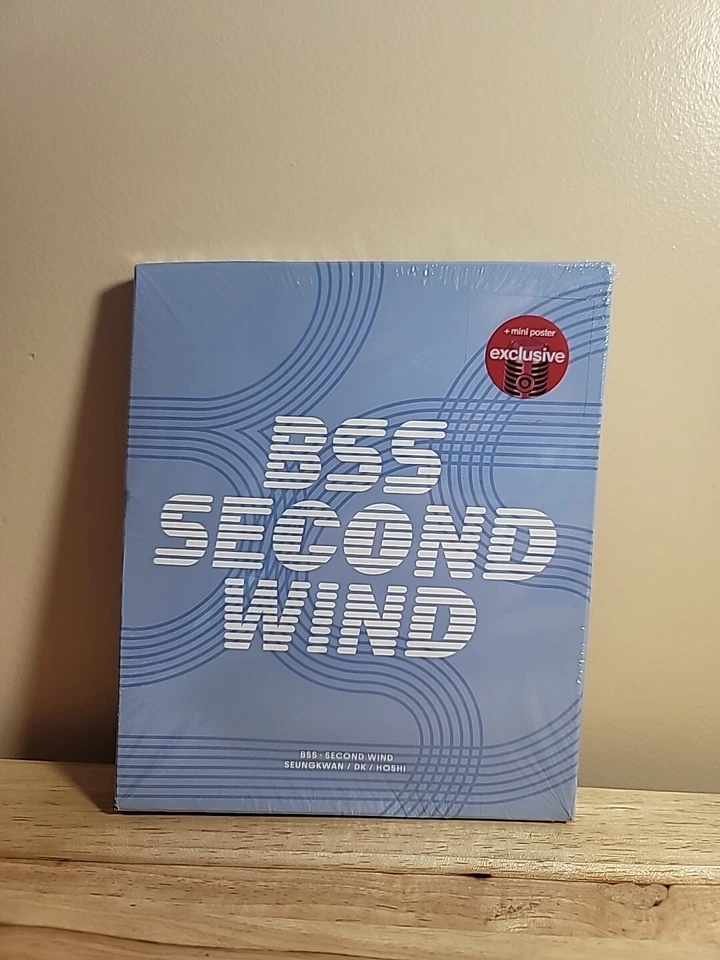 + mini poster
exclusive
BSS
SECOND
WIND
BSS · SECOND WIND
SEUNGKWAN / DK / HOSHI